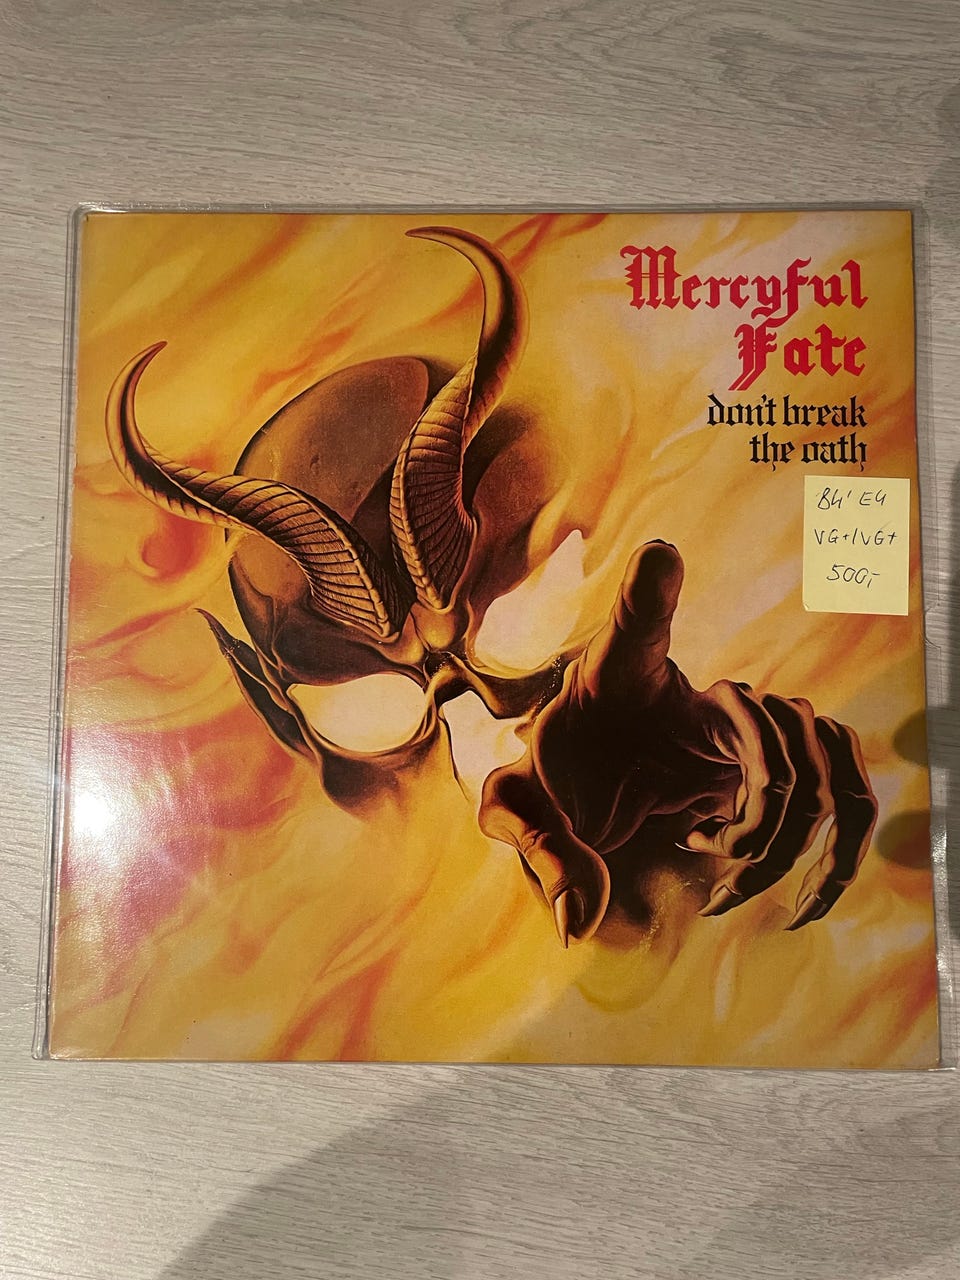 Mercyful
Fate
don't break
the oath
'84' EU
VG+/VG+
500,-